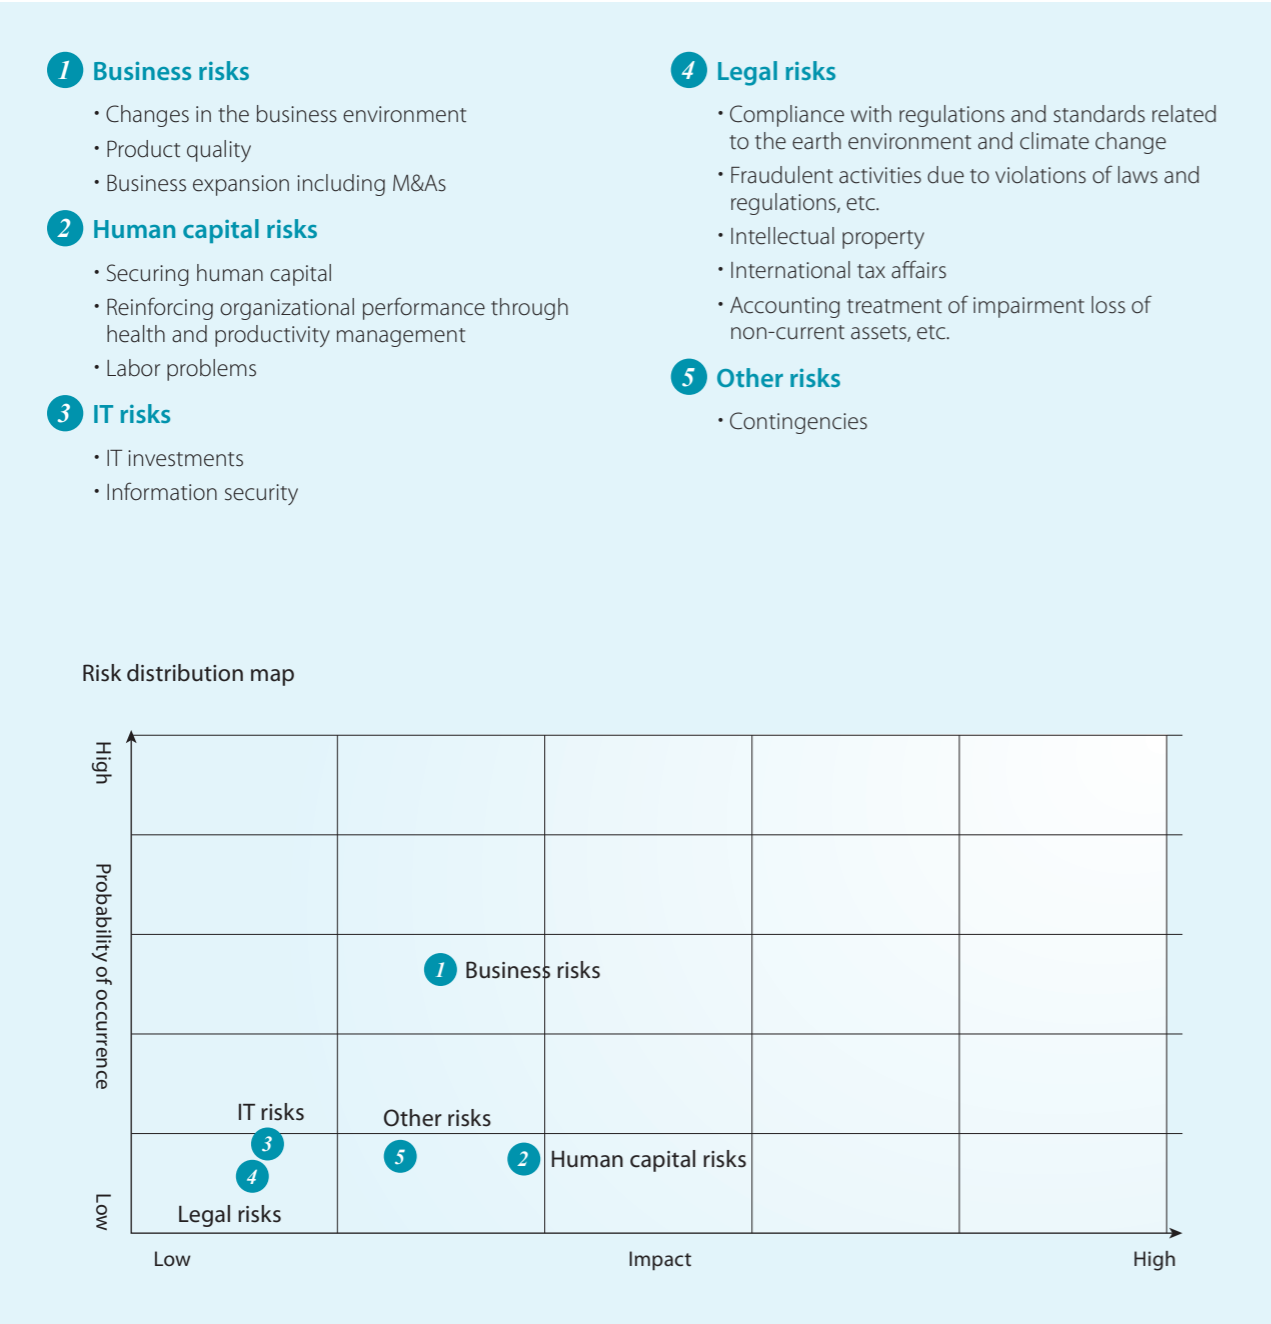 1 Business risks
・Changes in the business environment
・Product quality
・Business expansion including M&As
2 Human capital risks
・Securing human capital
・Reinforcing organizational performance through
health and productivity management
・Labor problems
3 IT risks
・IT investments
・Information security
4 Legal risks
・Compliance with regulations and standards related
to the earth environment and climate change
・Fraudulent activities due to violations of laws and
regulations, etc.
・Intellectual property
・International tax affairs
・Accounting treatment of impairment loss of
non-current assets, etc.
5 Other risks
・Contingencies
Risk distribution map
High
Probability of occurrence
Low
1 Business risks
IT risks
3
4
Legal risks
Other risks
5
2 Human capital risks
Low
Impact
High